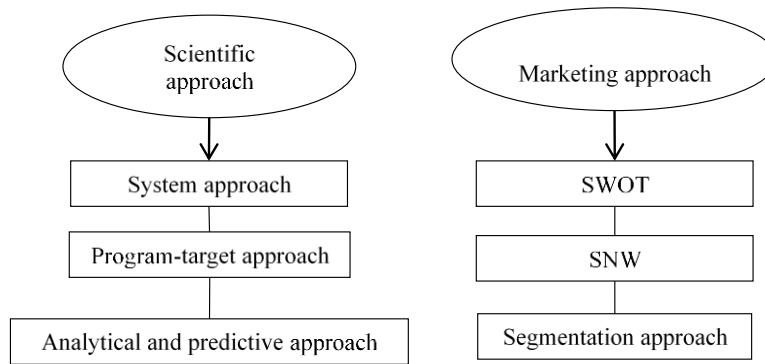 Scientific
approach
System approach
Program-target approach
Analytical and predictive approach
Marketing approach
SWOT
SNW
Segmentation approach